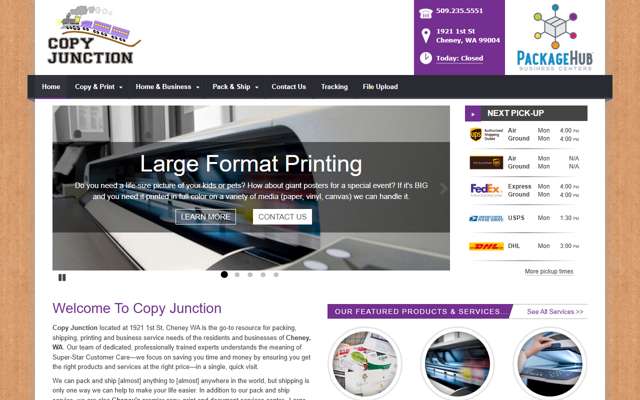 COPY
JUNCTION
509.235.5551
1921 1st St
Cheney, WA 99004
Today: Closed
PACKAGEHUB
BUSINESS CENTERS
Home Copy & Print Home & Business Pack & Ship Contact Us Tracking File Upload
Large Format Printing
Do you need a life-size picture of your kids or pets? How about giant posters for a special event? If it's BIG
and you need it printed in full color on a variety of media (paper, vinyl, canvas) we can handle it.
LEARN MORE CONTACT US
NEXT PICK-UP
ups Air Mon 4:00 PM
Ground Mon 4:00 PM
Air Mon N/A
Ground Mon N/A
FedEx Express Mon 4:00 PM
Ground Mon 4:00 PM
USPS Mon 1:30 PM
DHL DHL Mon 3:00 PM
More pickup times
Welcome To Copy Junction
Copy Junction located at 1921 1st St, Cheney WA is the go-to resource for packing,
shipping, printing and business service needs of the residents and businesses of Cheney,
WA. Our team of dedicated, professionally trained experts understands the meaning of
Super-Star Customer Care—we focus on saving you time and money by ensuring you get
the right products and services at the right price—in a single, quick visit.
We can pack and ship [almost] anything to [almost] anywhere in the world, but shipping is
only one way we can help to make your life easier. In addition to our pack and ship
OUR FEATURED PRODUCTS & SERVICES... See All Services >>